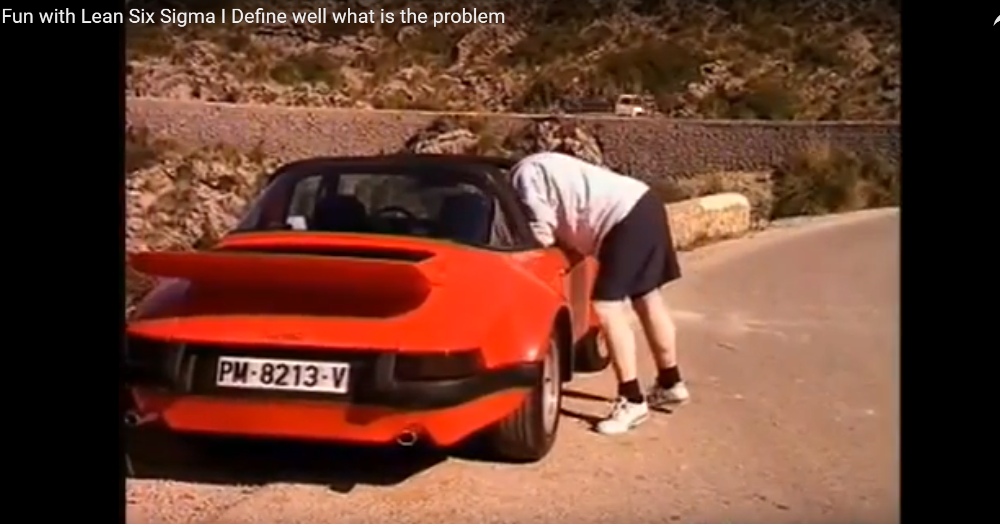 Fun with Lean Six Sigma I Define well what is the problem
PM-8213-V